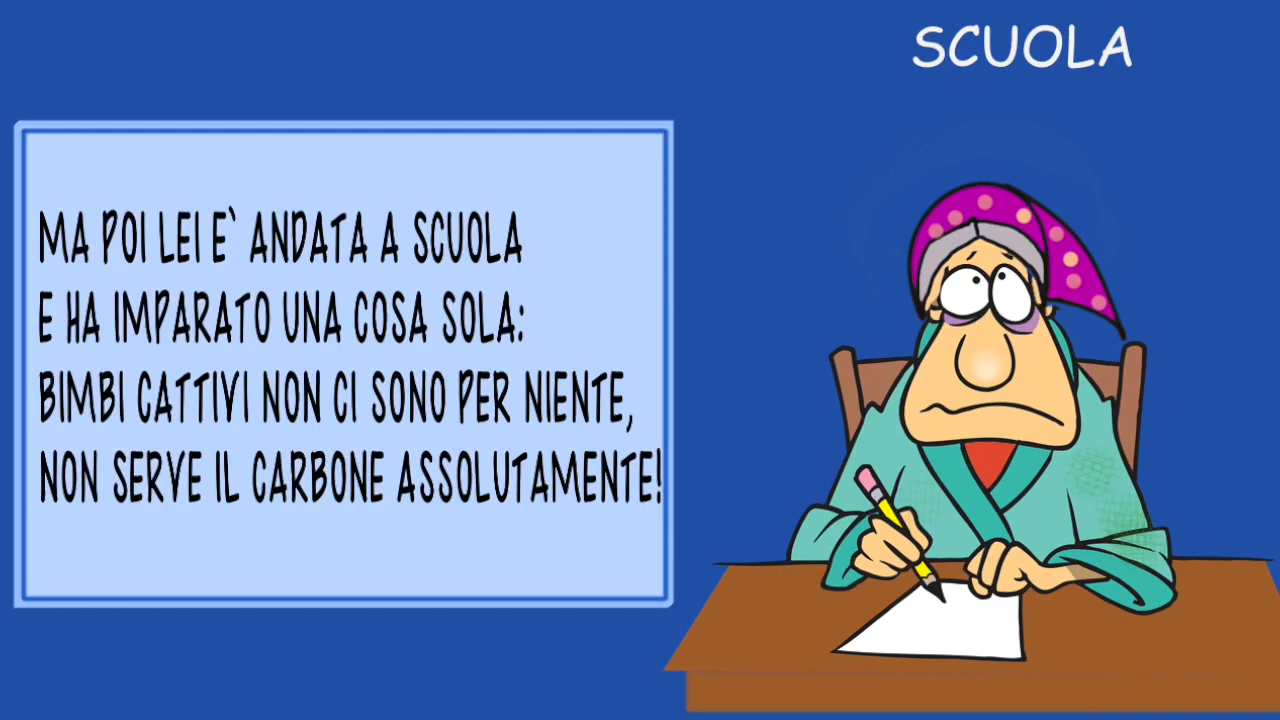 SCUOLA
MA POI LEI E` ANDATA A SCUOLA
E HA IMPARATO UNA COSA SOLA:
BIMBI CATTIVI NON CI SONO PER NIENTE,
NON SERVE IL CARBONE ASSOLUTAMENTE!